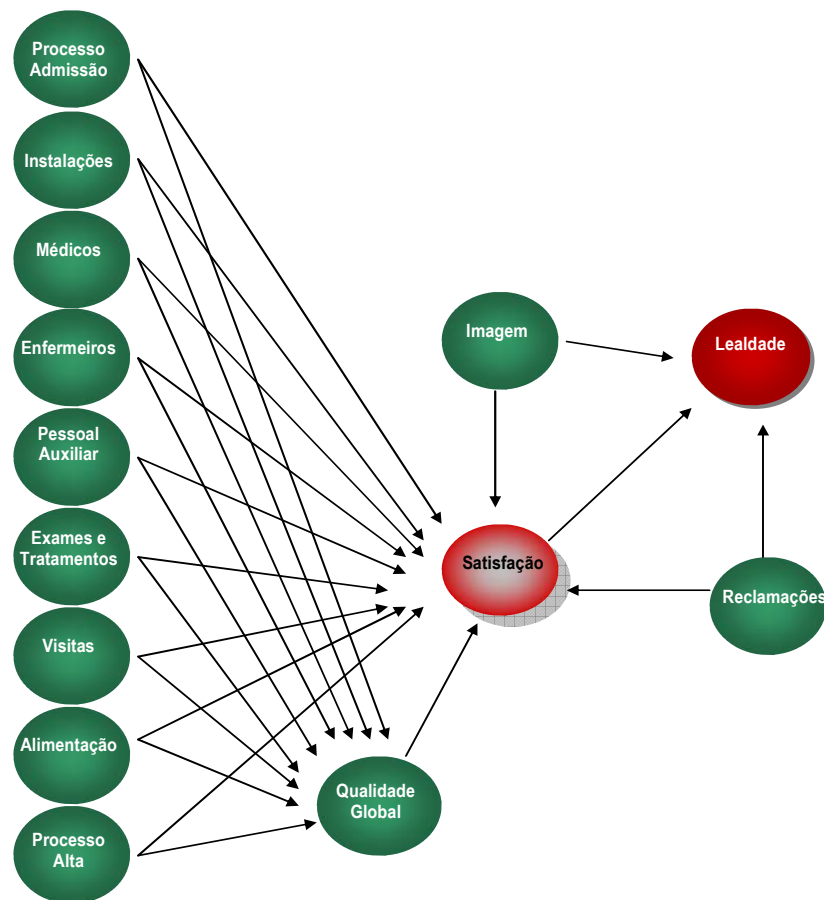 Processo
Admissão
Instalações
Médicos
Enfermeiros
Pessoal
Auxiliar
Exames e
Tratamentos
Visitas
Alimentação
Processo
Alta
Imagem
Lealdade
Satisfação
Reclamações
Qualidade
Global